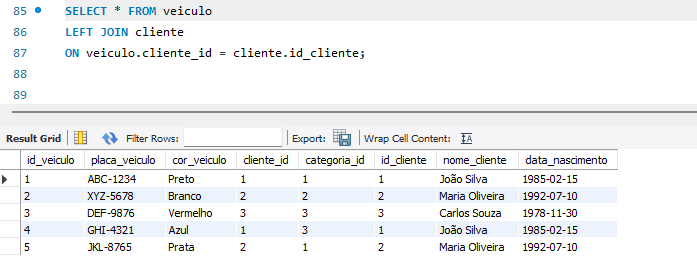 85 SELECT * FROM veiculo
86 LEFT JOIN cliente
87 ON veiculo.cliente_id = cliente.id_cliente;
88
89
Result Grid Filter Rows: Export: Wrap Cell Content:
id_veiculo placa_veiculo cor_veiculo cliente_id categoria_id id_cliente nome_cliente data_nascimento
1 ABC-1234 Preto 1 1 1 João Silva 1985-02-15
2 XYZ-5678 Branco 2 2 2 Maria Oliveira 1992-07-10
3 DEF-9876 Vermelho 3 3 3 Carlos Souza 1978-11-30
4 GHI-4321 Azul 1 3 1 João Silva 1985-02-15
5 JKL-8765 Prata 2 1 2 Maria Oliveira 1992-07-10